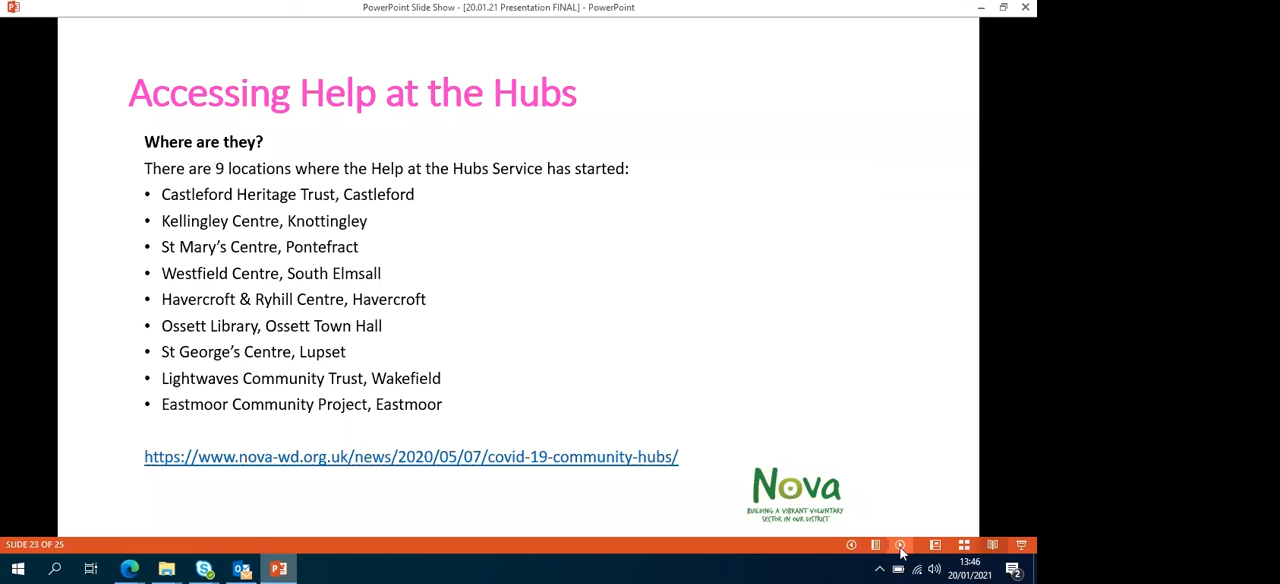 PowerPoint Slide Show - [20.01.21 Presentation FINAL] - PowerPoint
Accessing Help at the Hubs
Where are they?
There are 9 locations where the Help at the Hubs Service has started:
• Castleford Heritage Trust, Castleford
• Kellingley Centre, Knottingley
• St Mary's Centre, Pontefract
• Westfield Centre, South Elmsall
• Havercroft & Ryhill Centre, Havercroft
• Ossett Library, Ossett Town Hall
• St George's Centre, Lupset
• Lightwaves Community Trust, Wakefield
• Eastmoor Community Project, Eastmoor
https://www.nova-wd.org.uk/news/2020/05/07/covid-19-community-hubs/
Nova
BUILDING A VIBRANT VOLUNTARY
SECTOR IN OUR DISTRICT
SLIDE 23 OF 25
13:46
20/01/2021
2